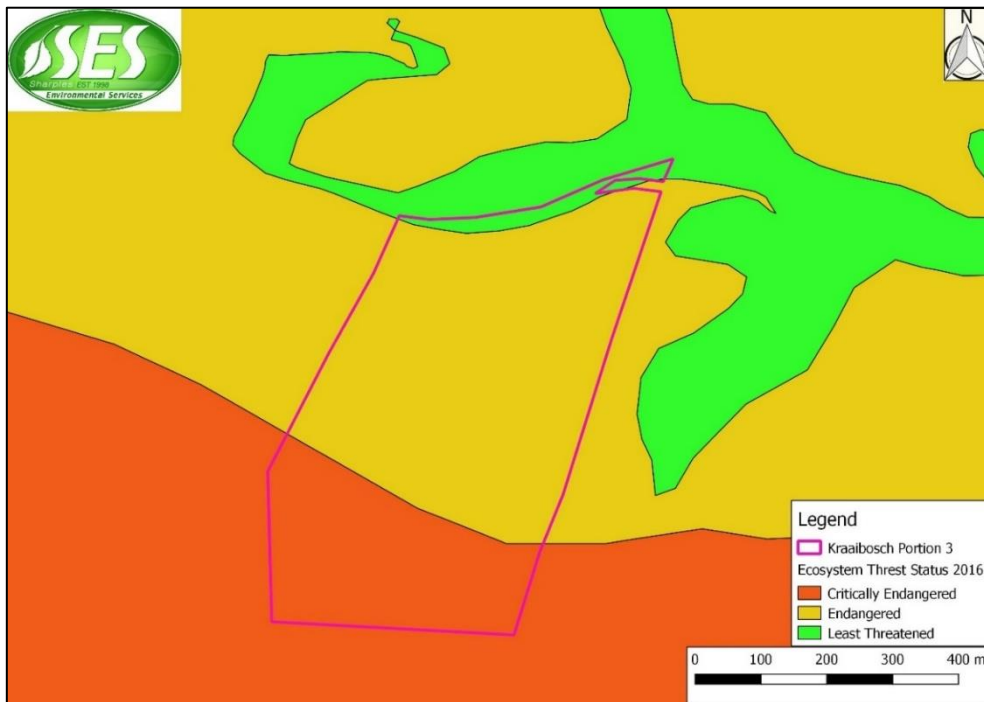 SES
Sharples EST 1998
Environmental Services
N
Legend
Kraaibosch Portion 3
Ecosystem Threst Status 2016
Critically Endangered
Endangered
Least Threatened
0 100 200 300 400 m